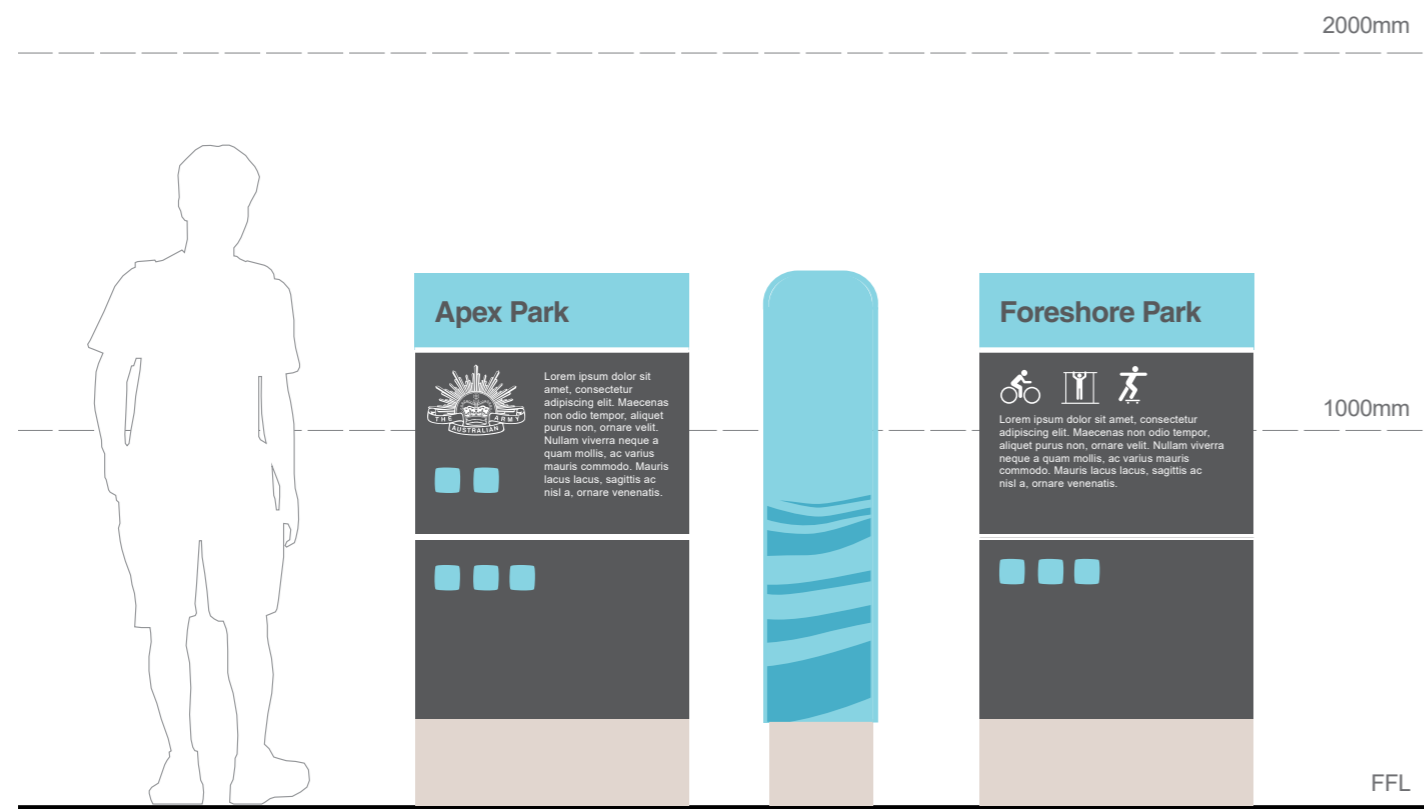 2000mm
Apex Park
THE ARMY
AUSTRALIAN
Lorem ipsum dolor sit
amet, consectetur
adipiscing elit. Maecenas
non odio tempor, aliquet
purus non, ornare velit.
Nullam viverra neque a
quam mollis, ac varius
mauris commodo. Mauris
lacus lacus, sagittis ac
nisl a, ornare venenatis.
Foreshore Park
Lorem ipsum dolor sit amet, consectetur
adipiscing elit. Maecenas non odio tempor,
aliquet purus non, ornare velit. Nullam viverra
neque a quam mollis, ac varius mauris
commodo. Mauris lacus lacus, sagittis ac
nisl a, ornare venenatis.
1000mm
FFL